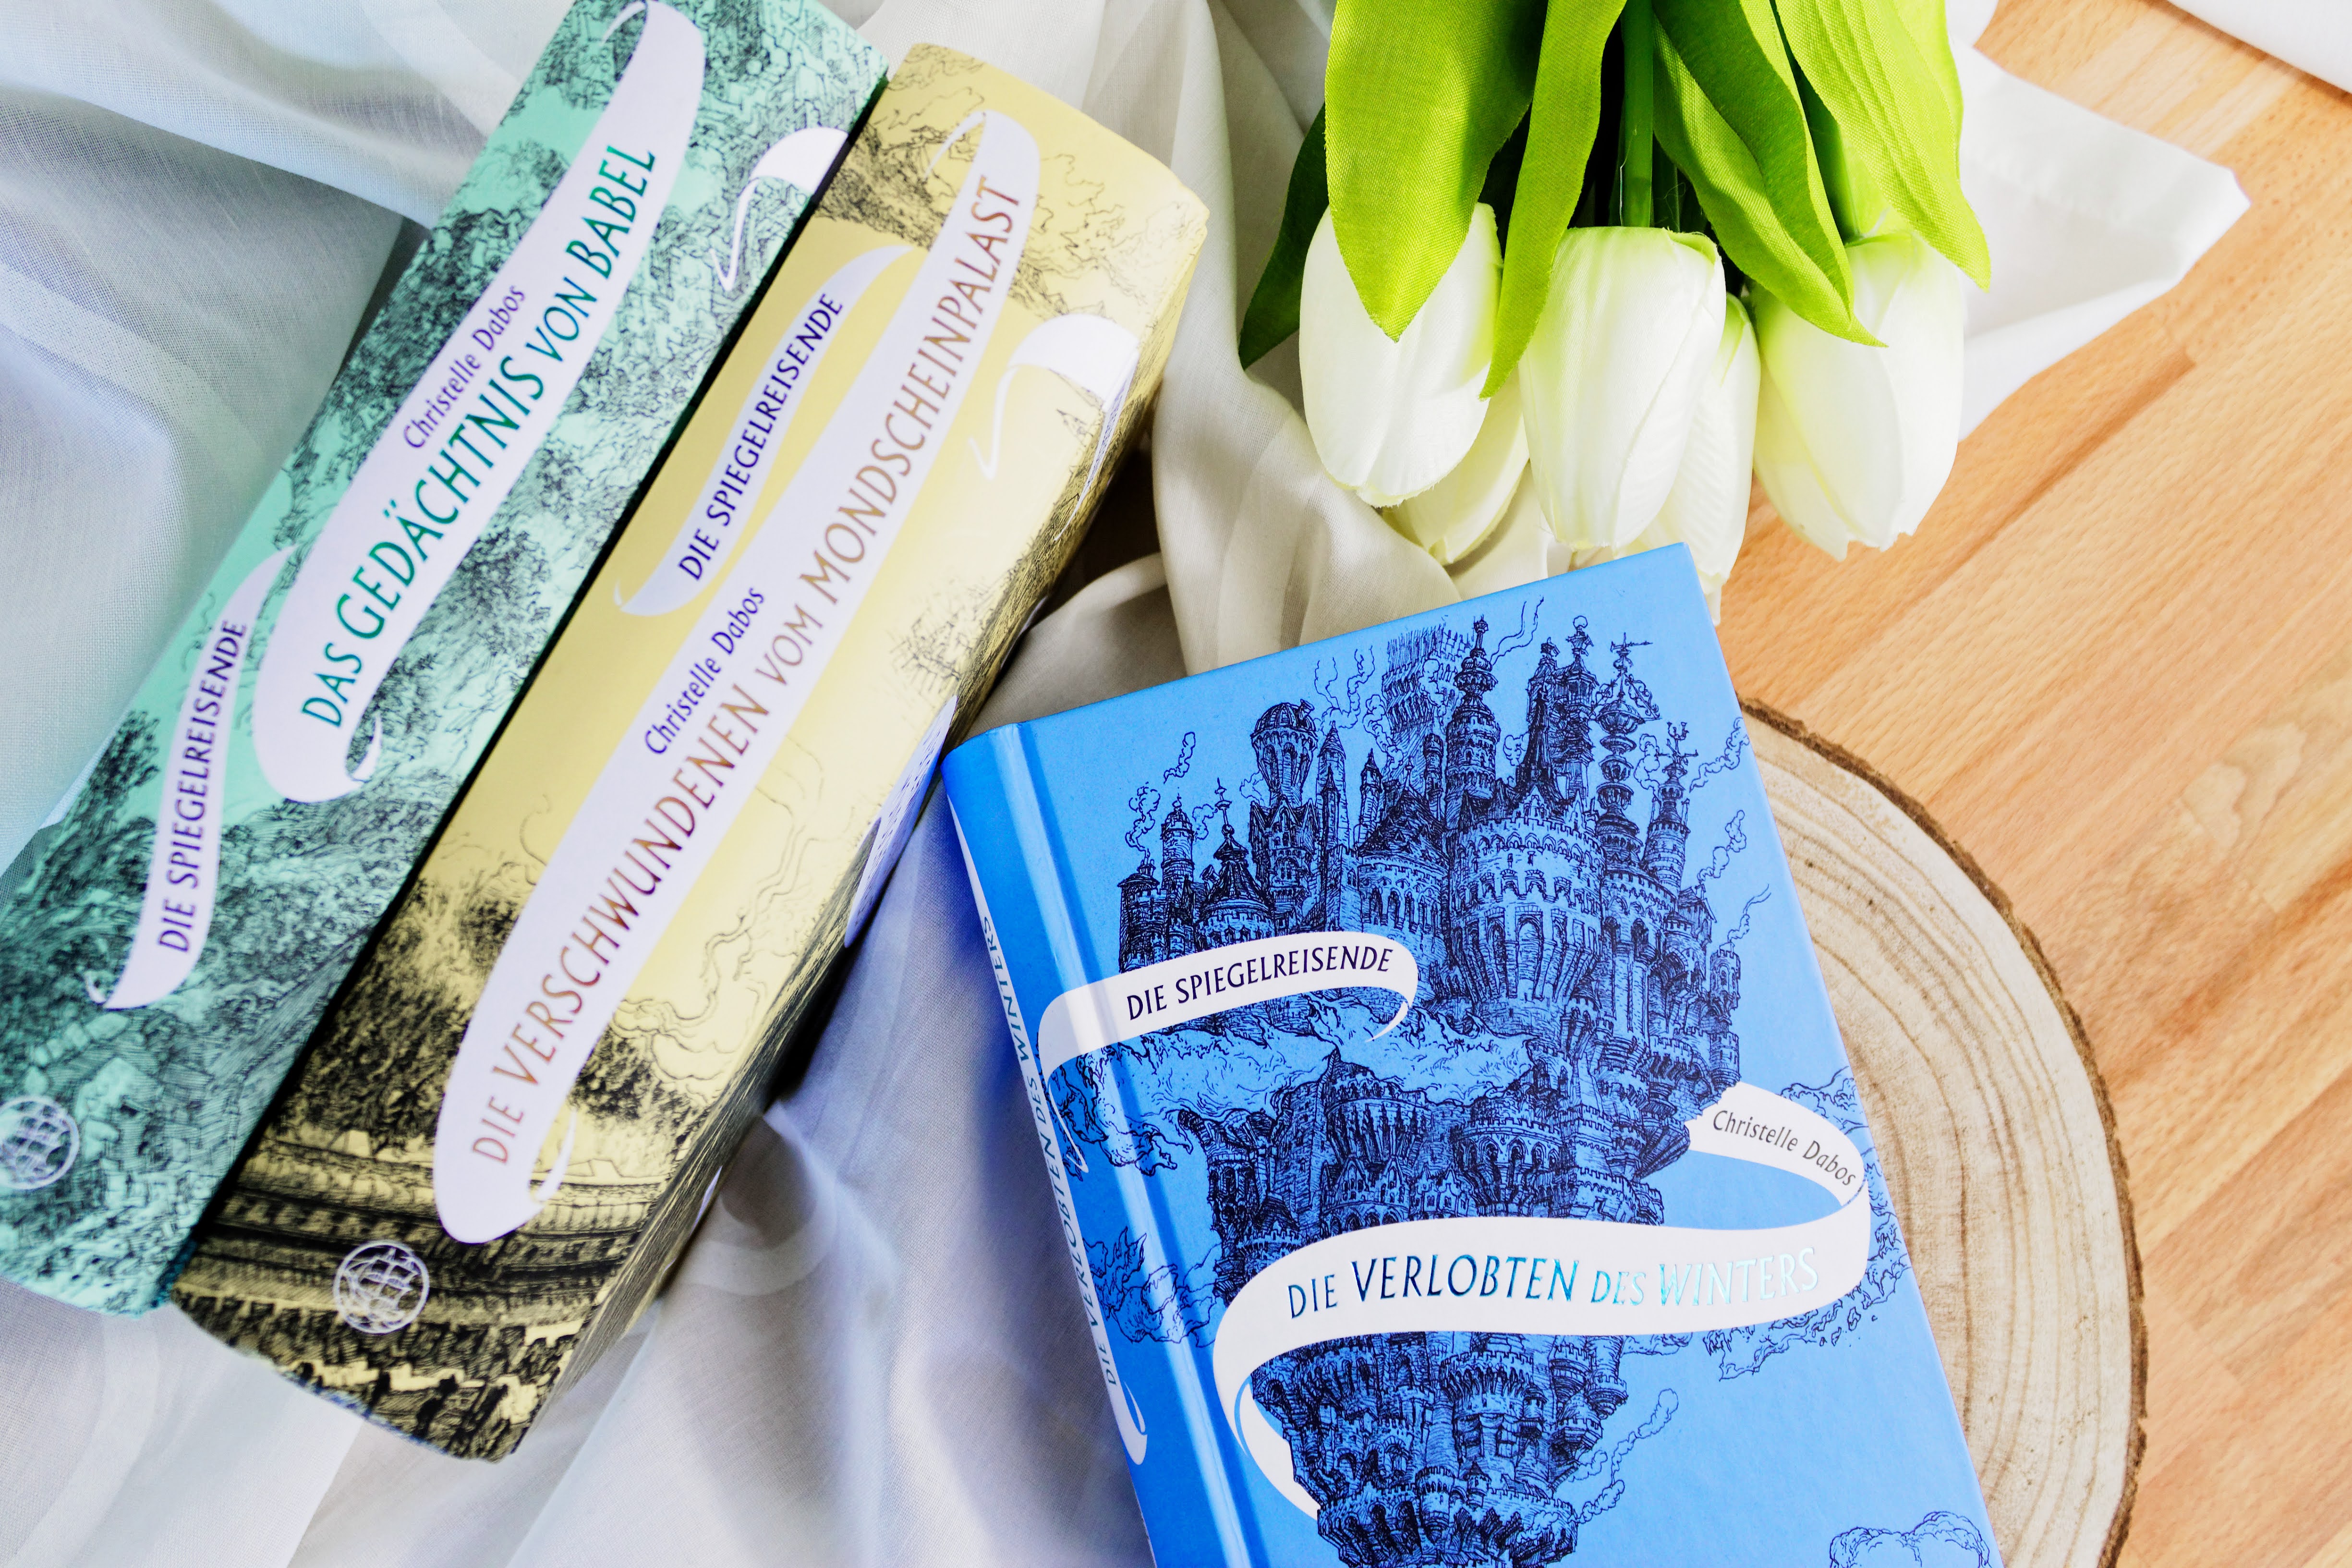 DIE SPIEGELREISENDE
Christelle Dabos
DAS GEDÄCHTNIS VON BABEL
DIE SPIEGELREISENDE
Christelle Dabos
DIE VERSCHWUNDENEN VOM MONDSCHEINPALAST
DIE VERLOBTEN DES WINTERS
DIE SPIEGELREISENDE
Christelle Dabos
DIE VERLOBTEN DES WINTERS